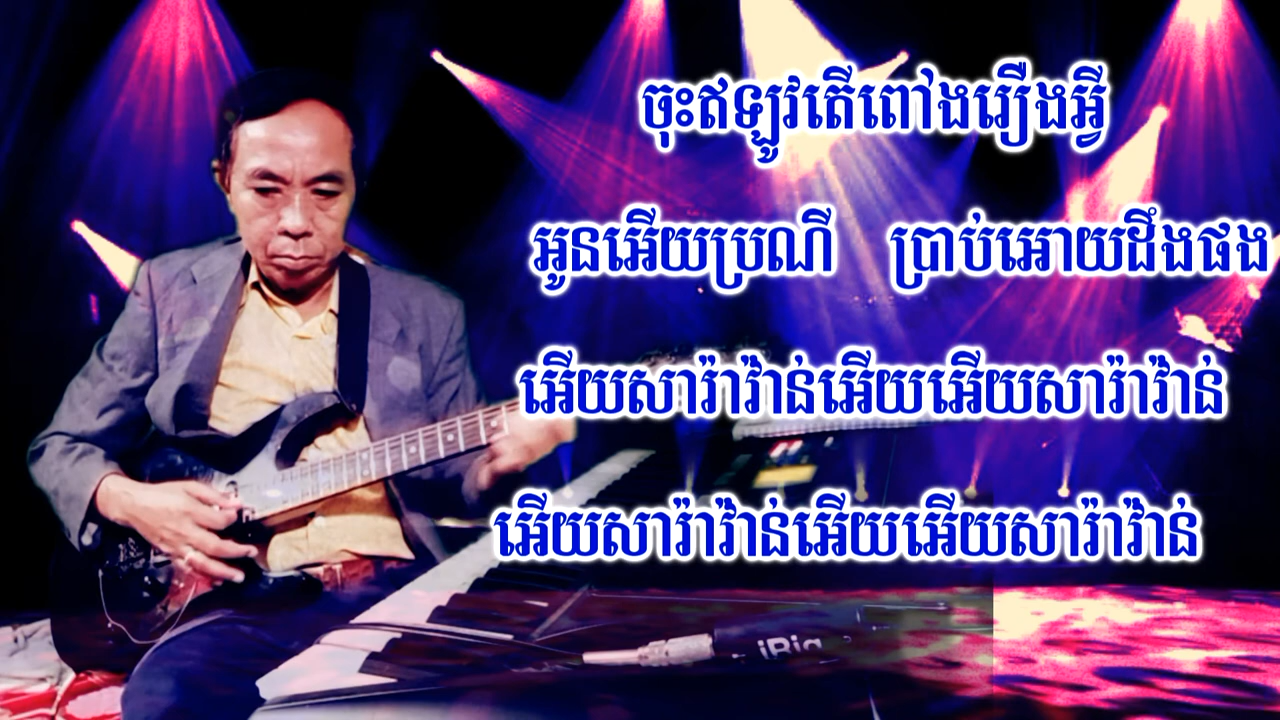 ចុះឥឡូវតើពៅងរឿងអ្វី
អូនអើយប្រណី ប្រាប់អោយដឹងផង
អើយសារ៉ាវ៉ាន់អើយអើយសារ៉ាវ៉ាន់
អើយសារ៉ាវ៉ាន់អើយអើយសារ៉ាវ៉ាន់
iRig